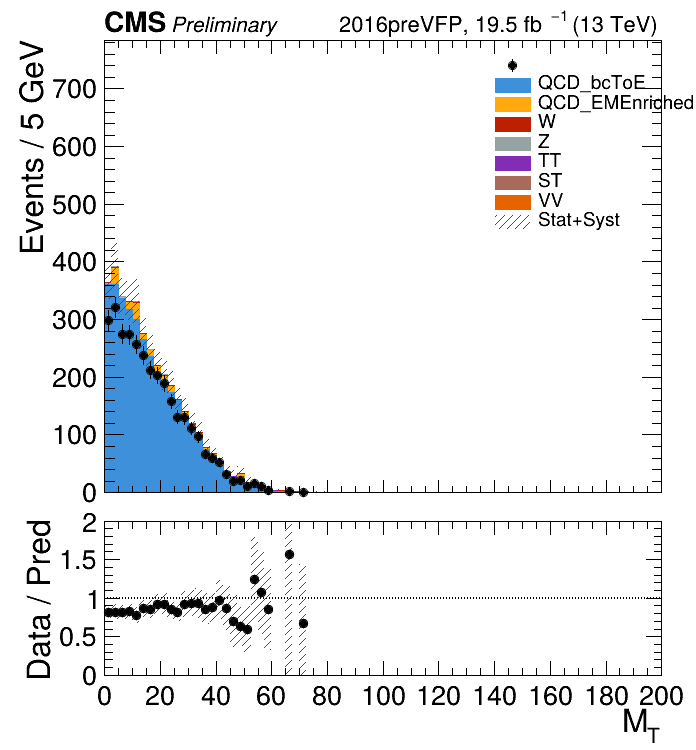 CMS Preliminary 2016preVFP, 19.5 fb⁻¹ (13 TeV)
Events / 5 GeV
700
600
500
400
300
200
100
0
QCD_bcToE
QCD_EMEnriched
W
Z
TT
ST
VV
Stat+Syst
Data / Pred
2
1.5
1
0.5
0
0 20 40 60 80 100 120 140 160 180 200
M_T